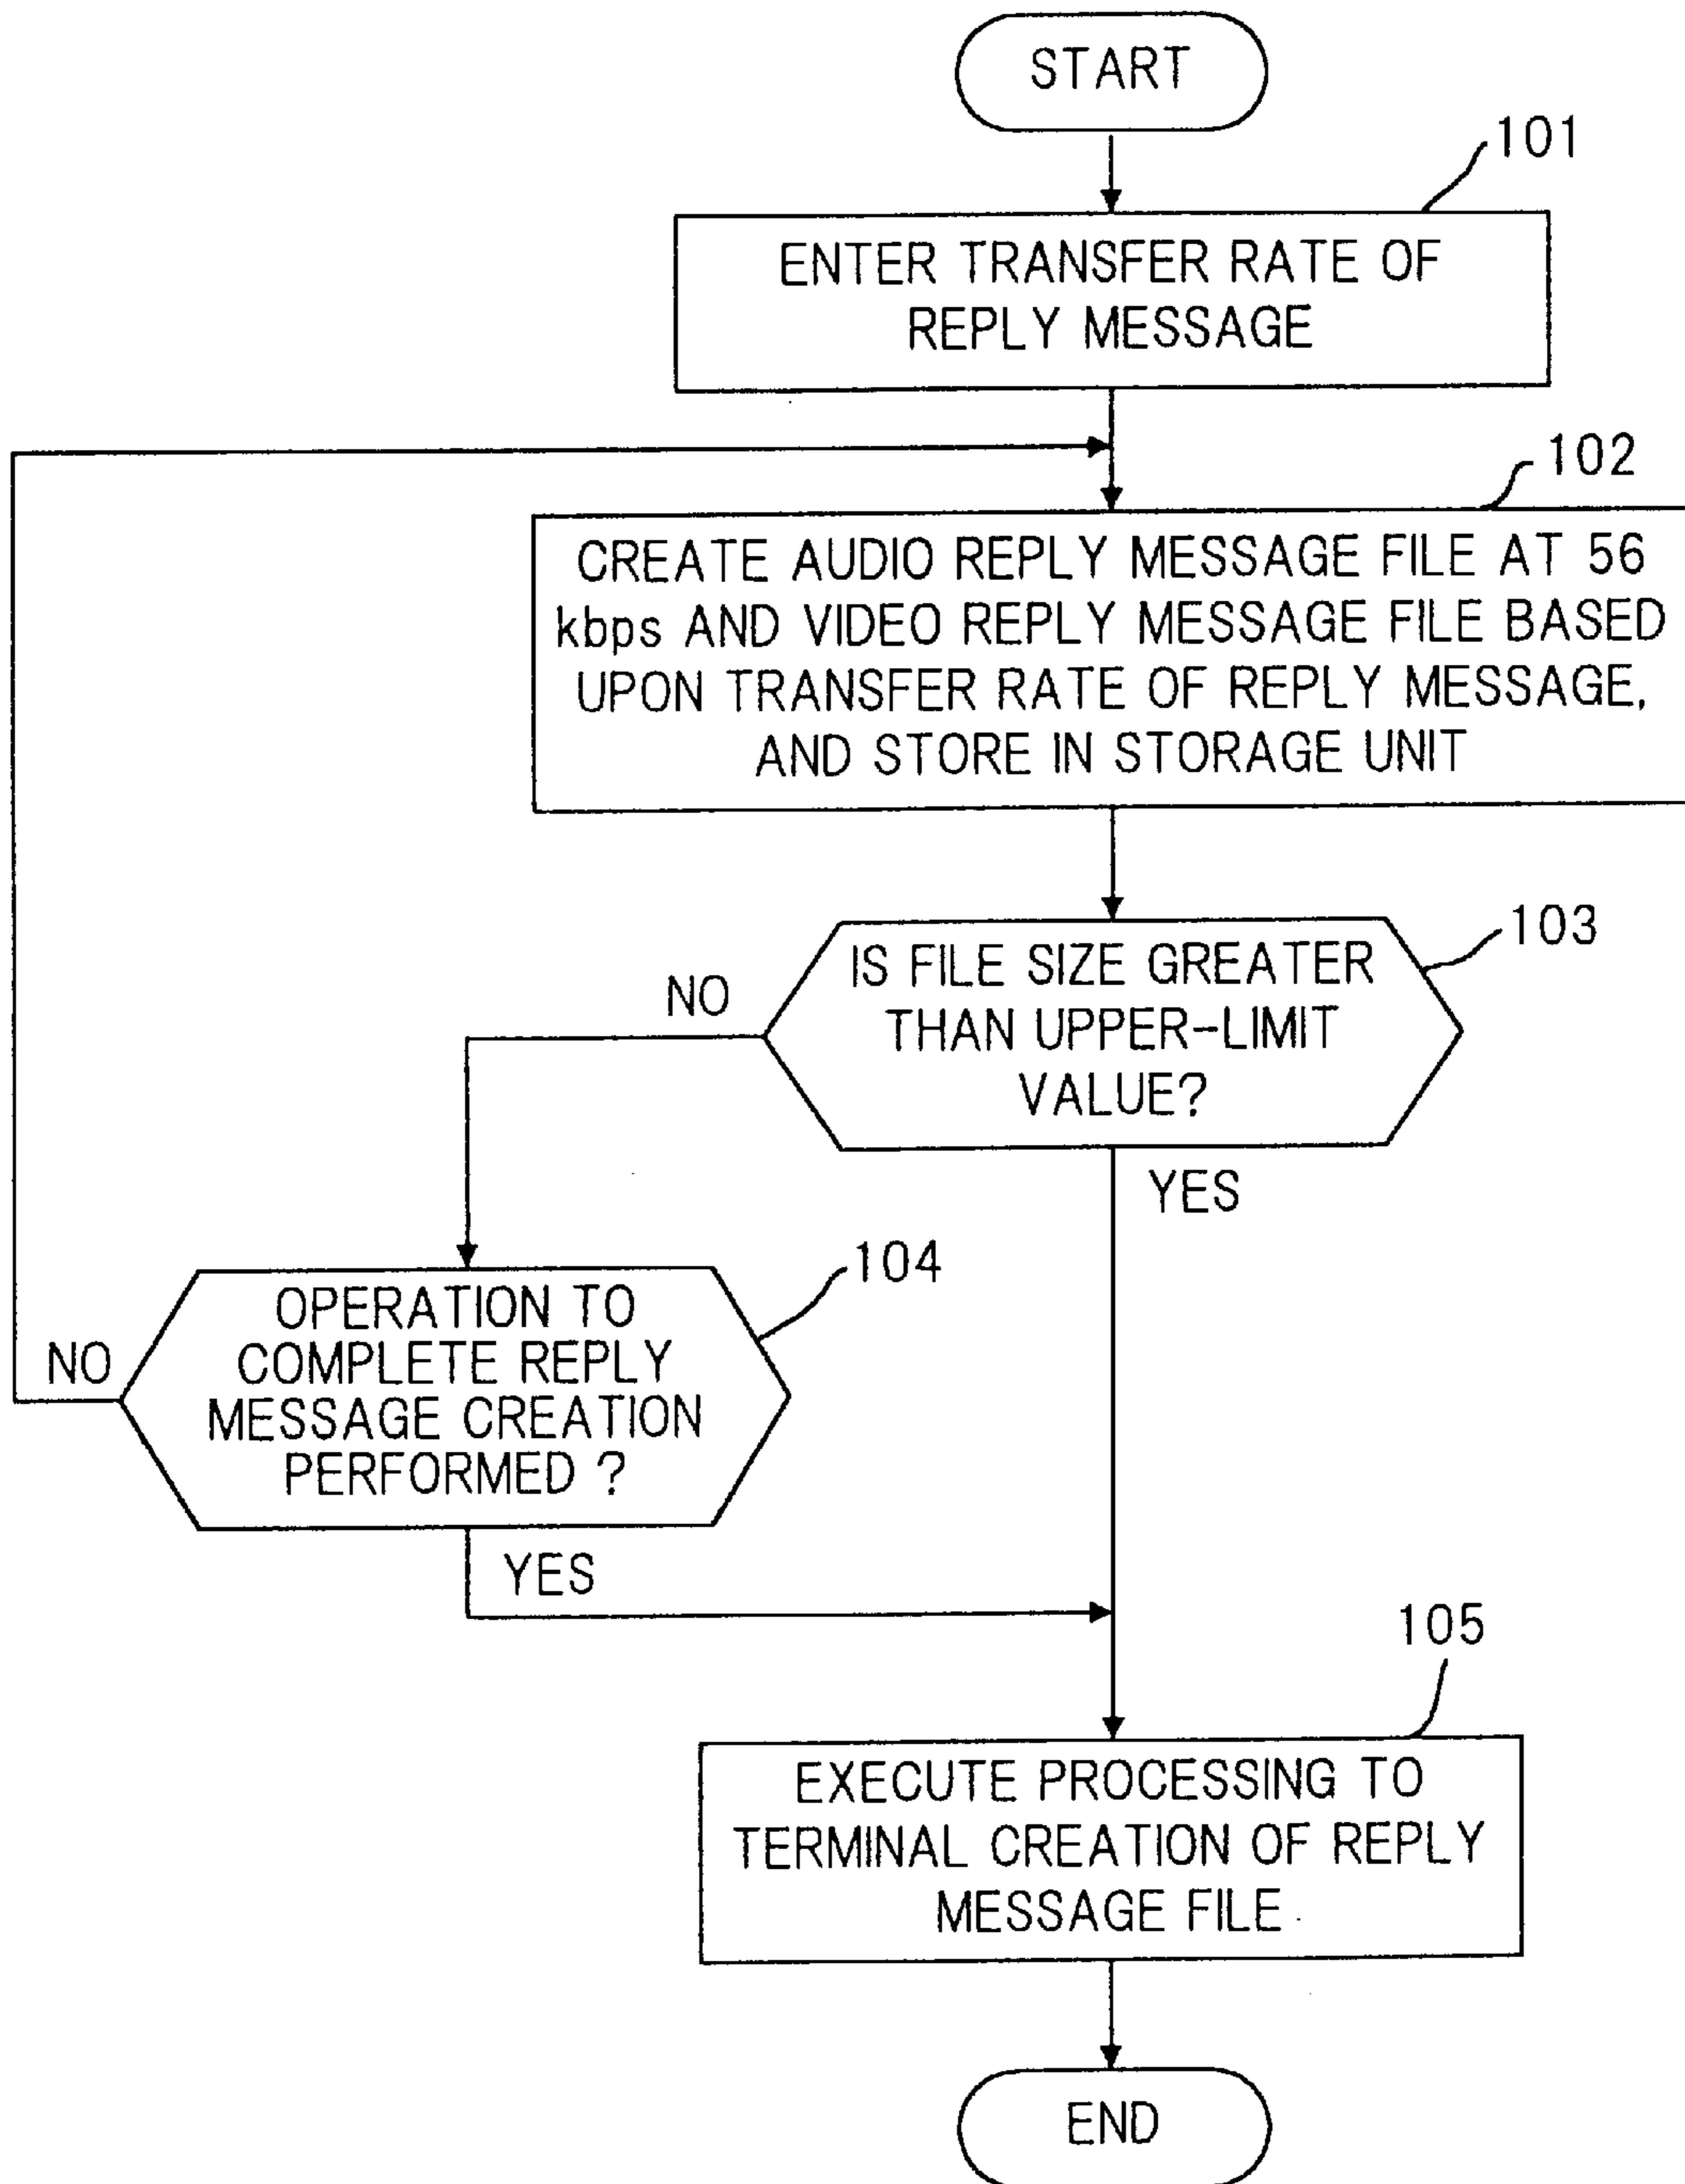 START
101
ENTER TRANSFER RATE OF
REPLY MESSAGE
102
CREATE AUDIO REPLY MESSAGE FILE AT 56
kbps AND VIDEO REPLY MESSAGE FILE BASED
UPON TRANSFER RATE OF REPLY MESSAGE,
AND STORE IN STORAGE UNIT
103
IS FILE SIZE GREATER
THAN UPPER-LIMIT
VALUE?
NO
YES
104
OPERATION TO
COMPLETE REPLY
MESSAGE CREATION
PERFORMED ?
NO
YES
105
EXECUTE PROCESSING TO
TERMINAL CREATION OF REPLY
MESSAGE FILE
END